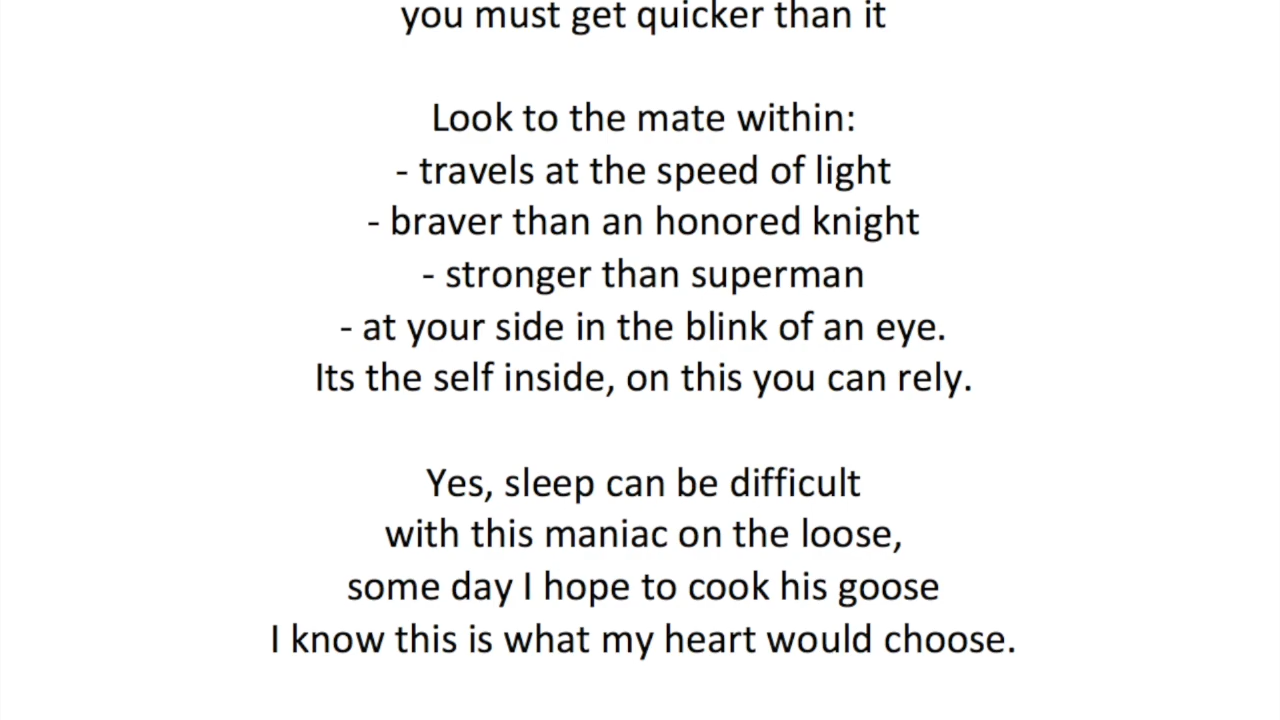 you must get quicker than it
Look to the mate within:
- travels at the speed of light
- braver than an honored knight
- stronger than superman
- at your side in the blink of an eye.
Its the self inside, on this you can rely.
Yes, sleep can be difficult
with this maniac on the loose,
some day I hope to cook his goose
I know this is what my heart would choose.